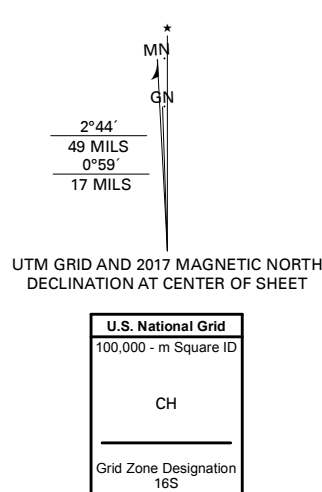 MN
GN
2°44´
49 MILS
0°59´
17 MILS
UTM GRID AND 2017 MAGNETIC NORTH
DECLINATION AT CENTER OF SHEET
U.S. National Grid
100,000 - m Square ID
CH
Grid Zone Designation
16S